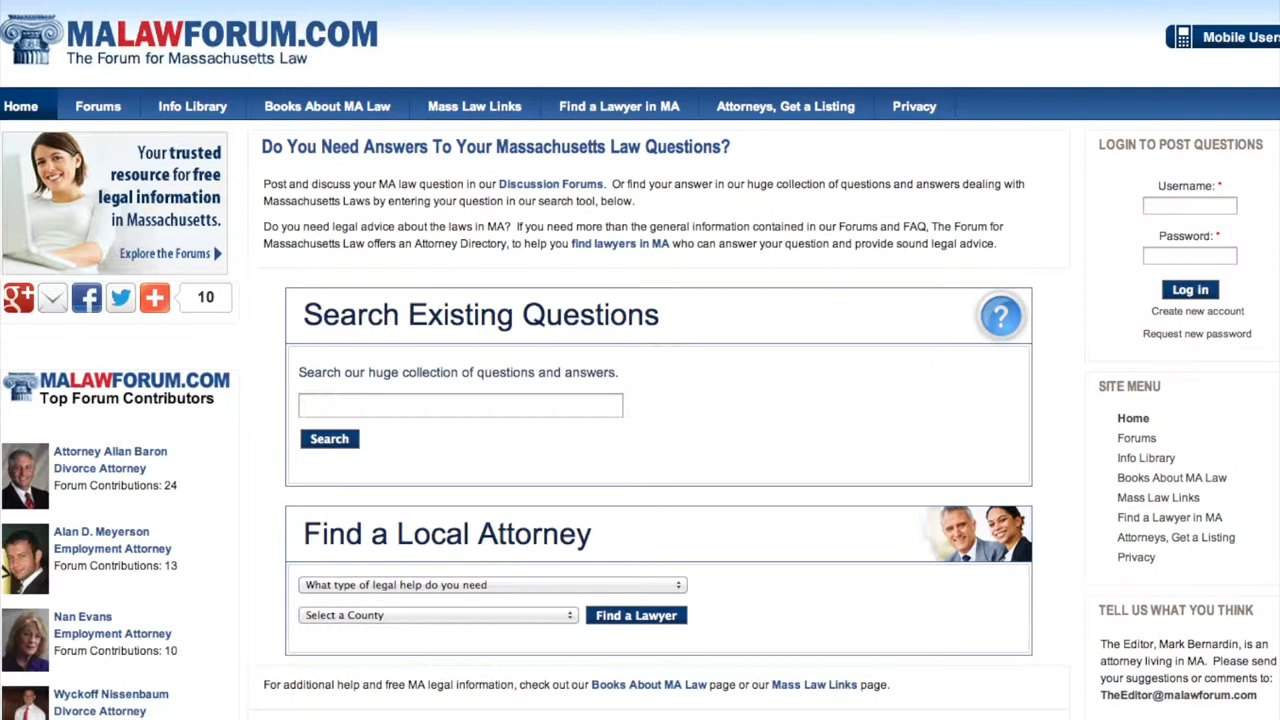 MALAWFORUM.COM
The Forum for Massachusetts Law
Mobile Users
Home
Forums
Info Library
Books About MA Law
Mass Law Links
Find a Lawyer in MA
Attorneys, Get a Listing
Privacy
Your trusted
resource for free
legal information
in Massachusetts.
Explore the Forums
g+
f
10
MALAWFORUM.COM
Top Forum Contributors
Attorney Allan Baron
Divorce Attorney
Forum Contributions: 24
Alan D. Meyerson
Employment Attorney
Forum Contributions: 13
Nan Evans
Employment Attorney
Forum Contributions: 10
Wyckoff Nissenbaum
Divorce Attorney
Do You Need Answers To Your Massachusetts Law Questions?
Post and discuss your MA law question in our Discussion Forums. Or find your answer in our huge collection of questions and answers dealing with
Massachusetts Laws by entering your question in our search tool, below.
Do you need legal advice about the laws in MA? If you need more than the general information contained in our Forums and FAQ, The Forum for
Massachusetts Law offers an Attorney Directory, to help you find lawyers in MA who can answer your question and provide sound legal advice.
Search Existing Questions
?
Search our huge collection of questions and answers.
Search
Find a Local Attorney
What type of legal help do you need
Select a County
Find a Lawyer
For additional help and free MA legal information, check out our Books About MA Law page or our Mass Law Links page.
LOGIN TO POST QUESTIONS
Username: *
Password: *
Log in
Create new account
Request new password
SITE MENU
Home
Forums
Info Library
Books About MA Law
Mass Law Links
Find a Lawyer in MA
Attorneys, Get a Listing
Privacy
TELL US WHAT YOU THINK
The Editor, Mark Bernardin, is an
attorney living in MA. Please send
your suggestions or comments to:
TheEditor@malawforum.com